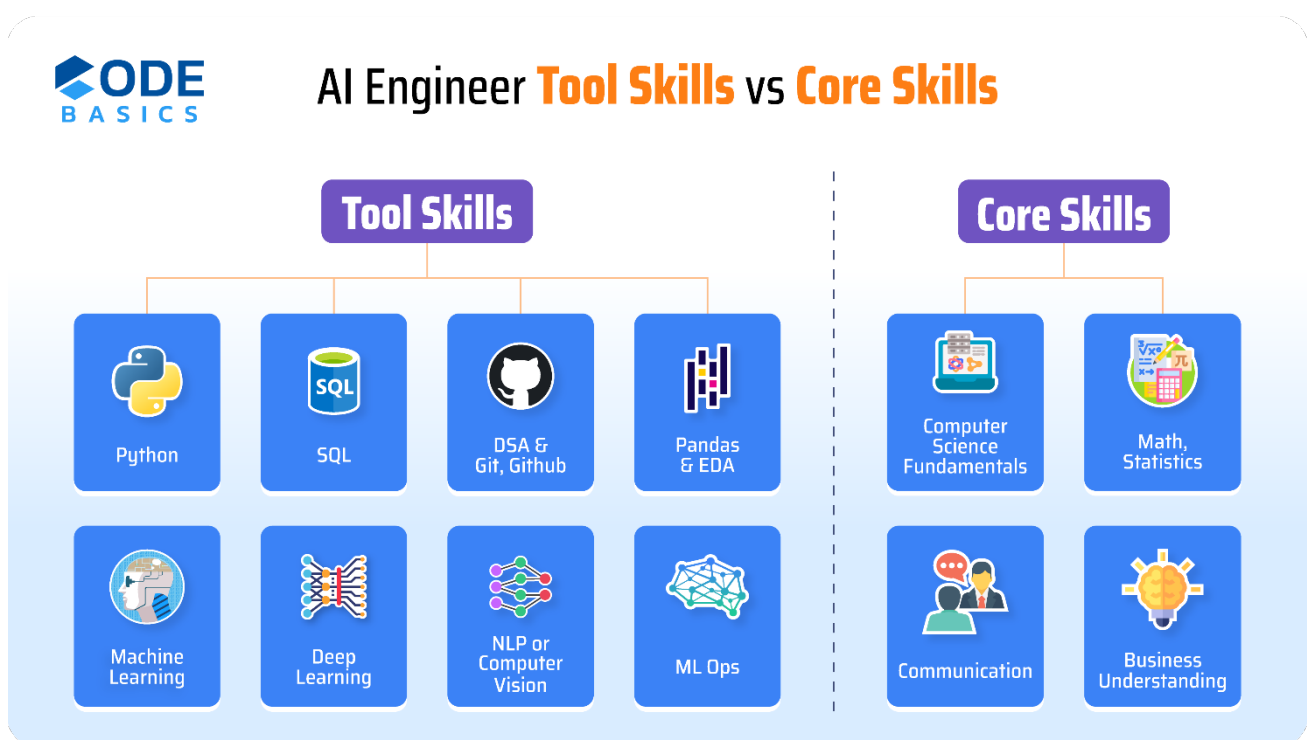 CODE
BASICS
AI Engineer Tool Skills vs Core Skills
Tool Skills
Core Skills
Python
SQL
SQL
DSA &
Git, Github
Pandas
& EDA
Computer
Science
Fundamentals
Math,
Statistics
Machine
Learning
Deep
Learning
NLP or
Computer
Vision
ML Ops
Communication
Business
Understanding